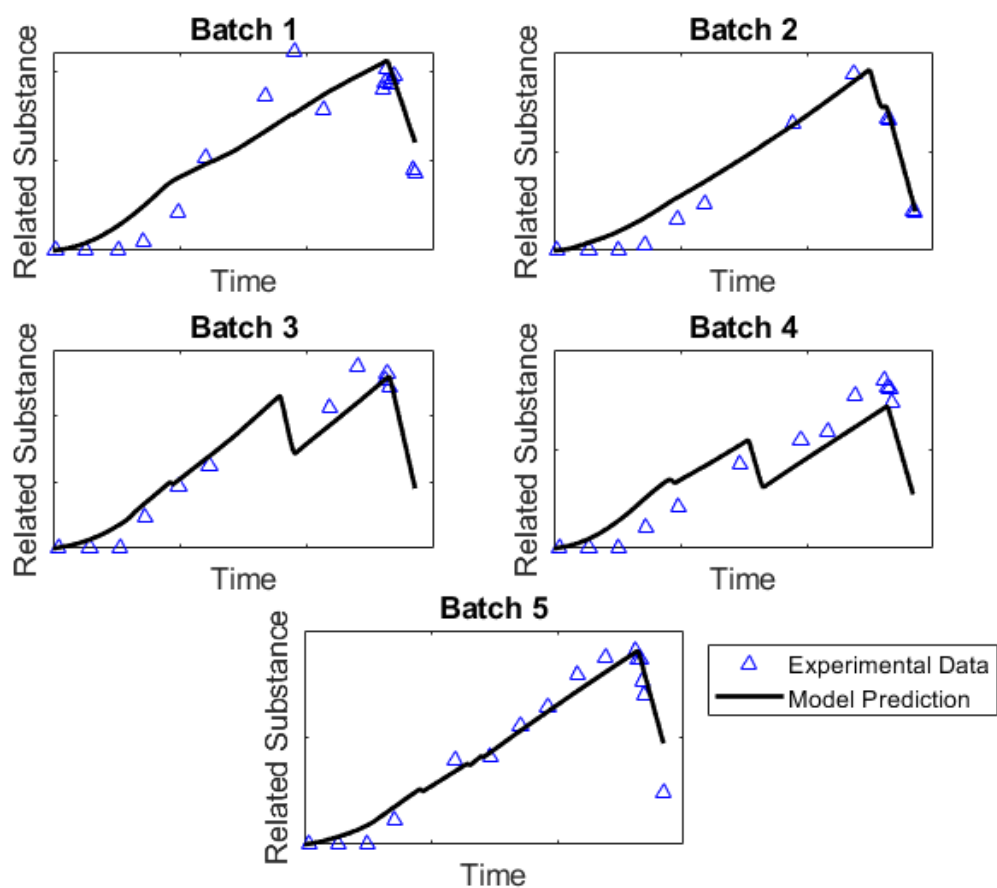 Batch 1
Related Substance
Time
Batch 2
Related Substance
Time
Batch 3
Related Substance
Time
Batch 4
Related Substance
Time
Batch 5
Related Substance
Time
Experimental Data
Model Prediction